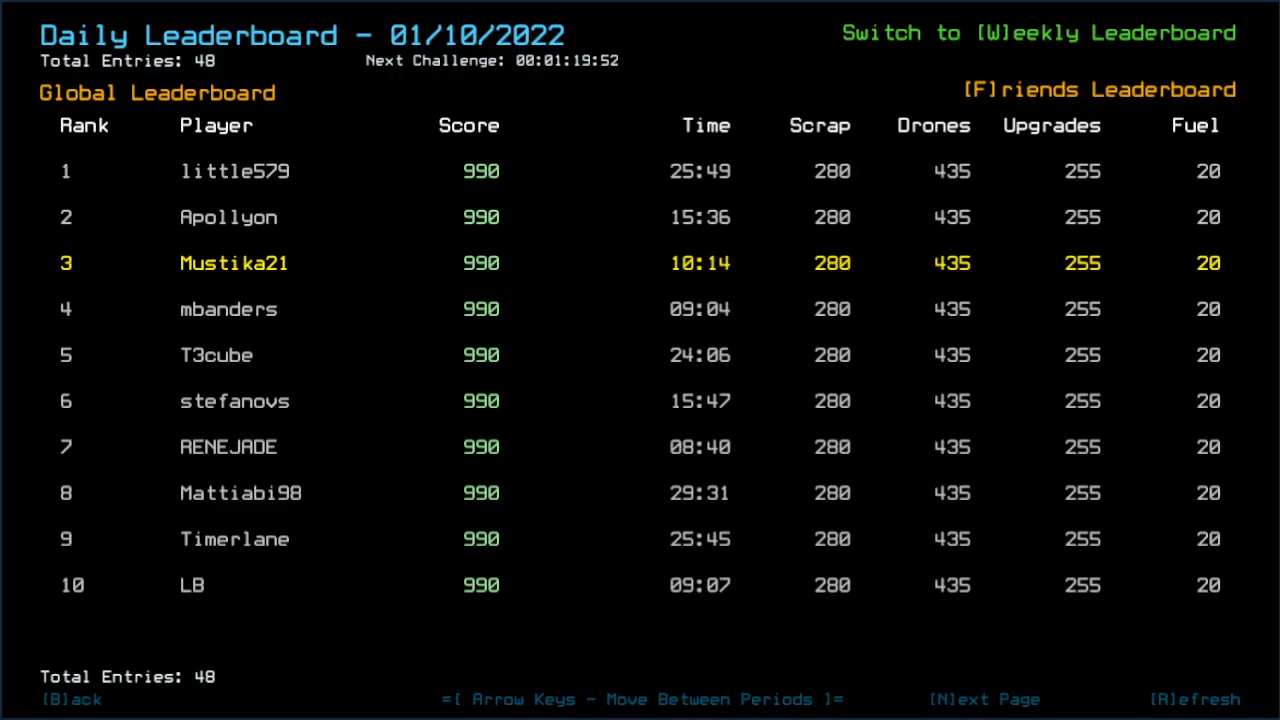 Daily Leaderboard - 01/10/2022 Switch to [W]eekly Leaderboard
Total Entries: 48 Next Challenge: 00:01:19:52
Global Leaderboard [F]riends Leaderboard
Rank Player Score Time Scrap Drones Upgrades Fuel
1 little579 990 25:49 280 435 255 20
2 Apollyon 990 15:36 280 435 255 20
3 Mustika21 990 10:14 280 435 255 20
4 mbanders 990 09:04 280 435 255 20
5 T3cube 990 24:06 280 435 255 20
6 stefanovs 990 15:47 280 435 255 20
7 RENEJADE 990 08:40 280 435 255 20
8 Mattiabi98 990 29:31 280 435 255 20
9 Timerlane 990 25:45 280 435 255 20
10 LB 990 09:07 280 435 255 20
Total Entries: 48
[B]ack =[ Arrow Keys - Move Between Periods ]= [N]ext Page [R]efresh